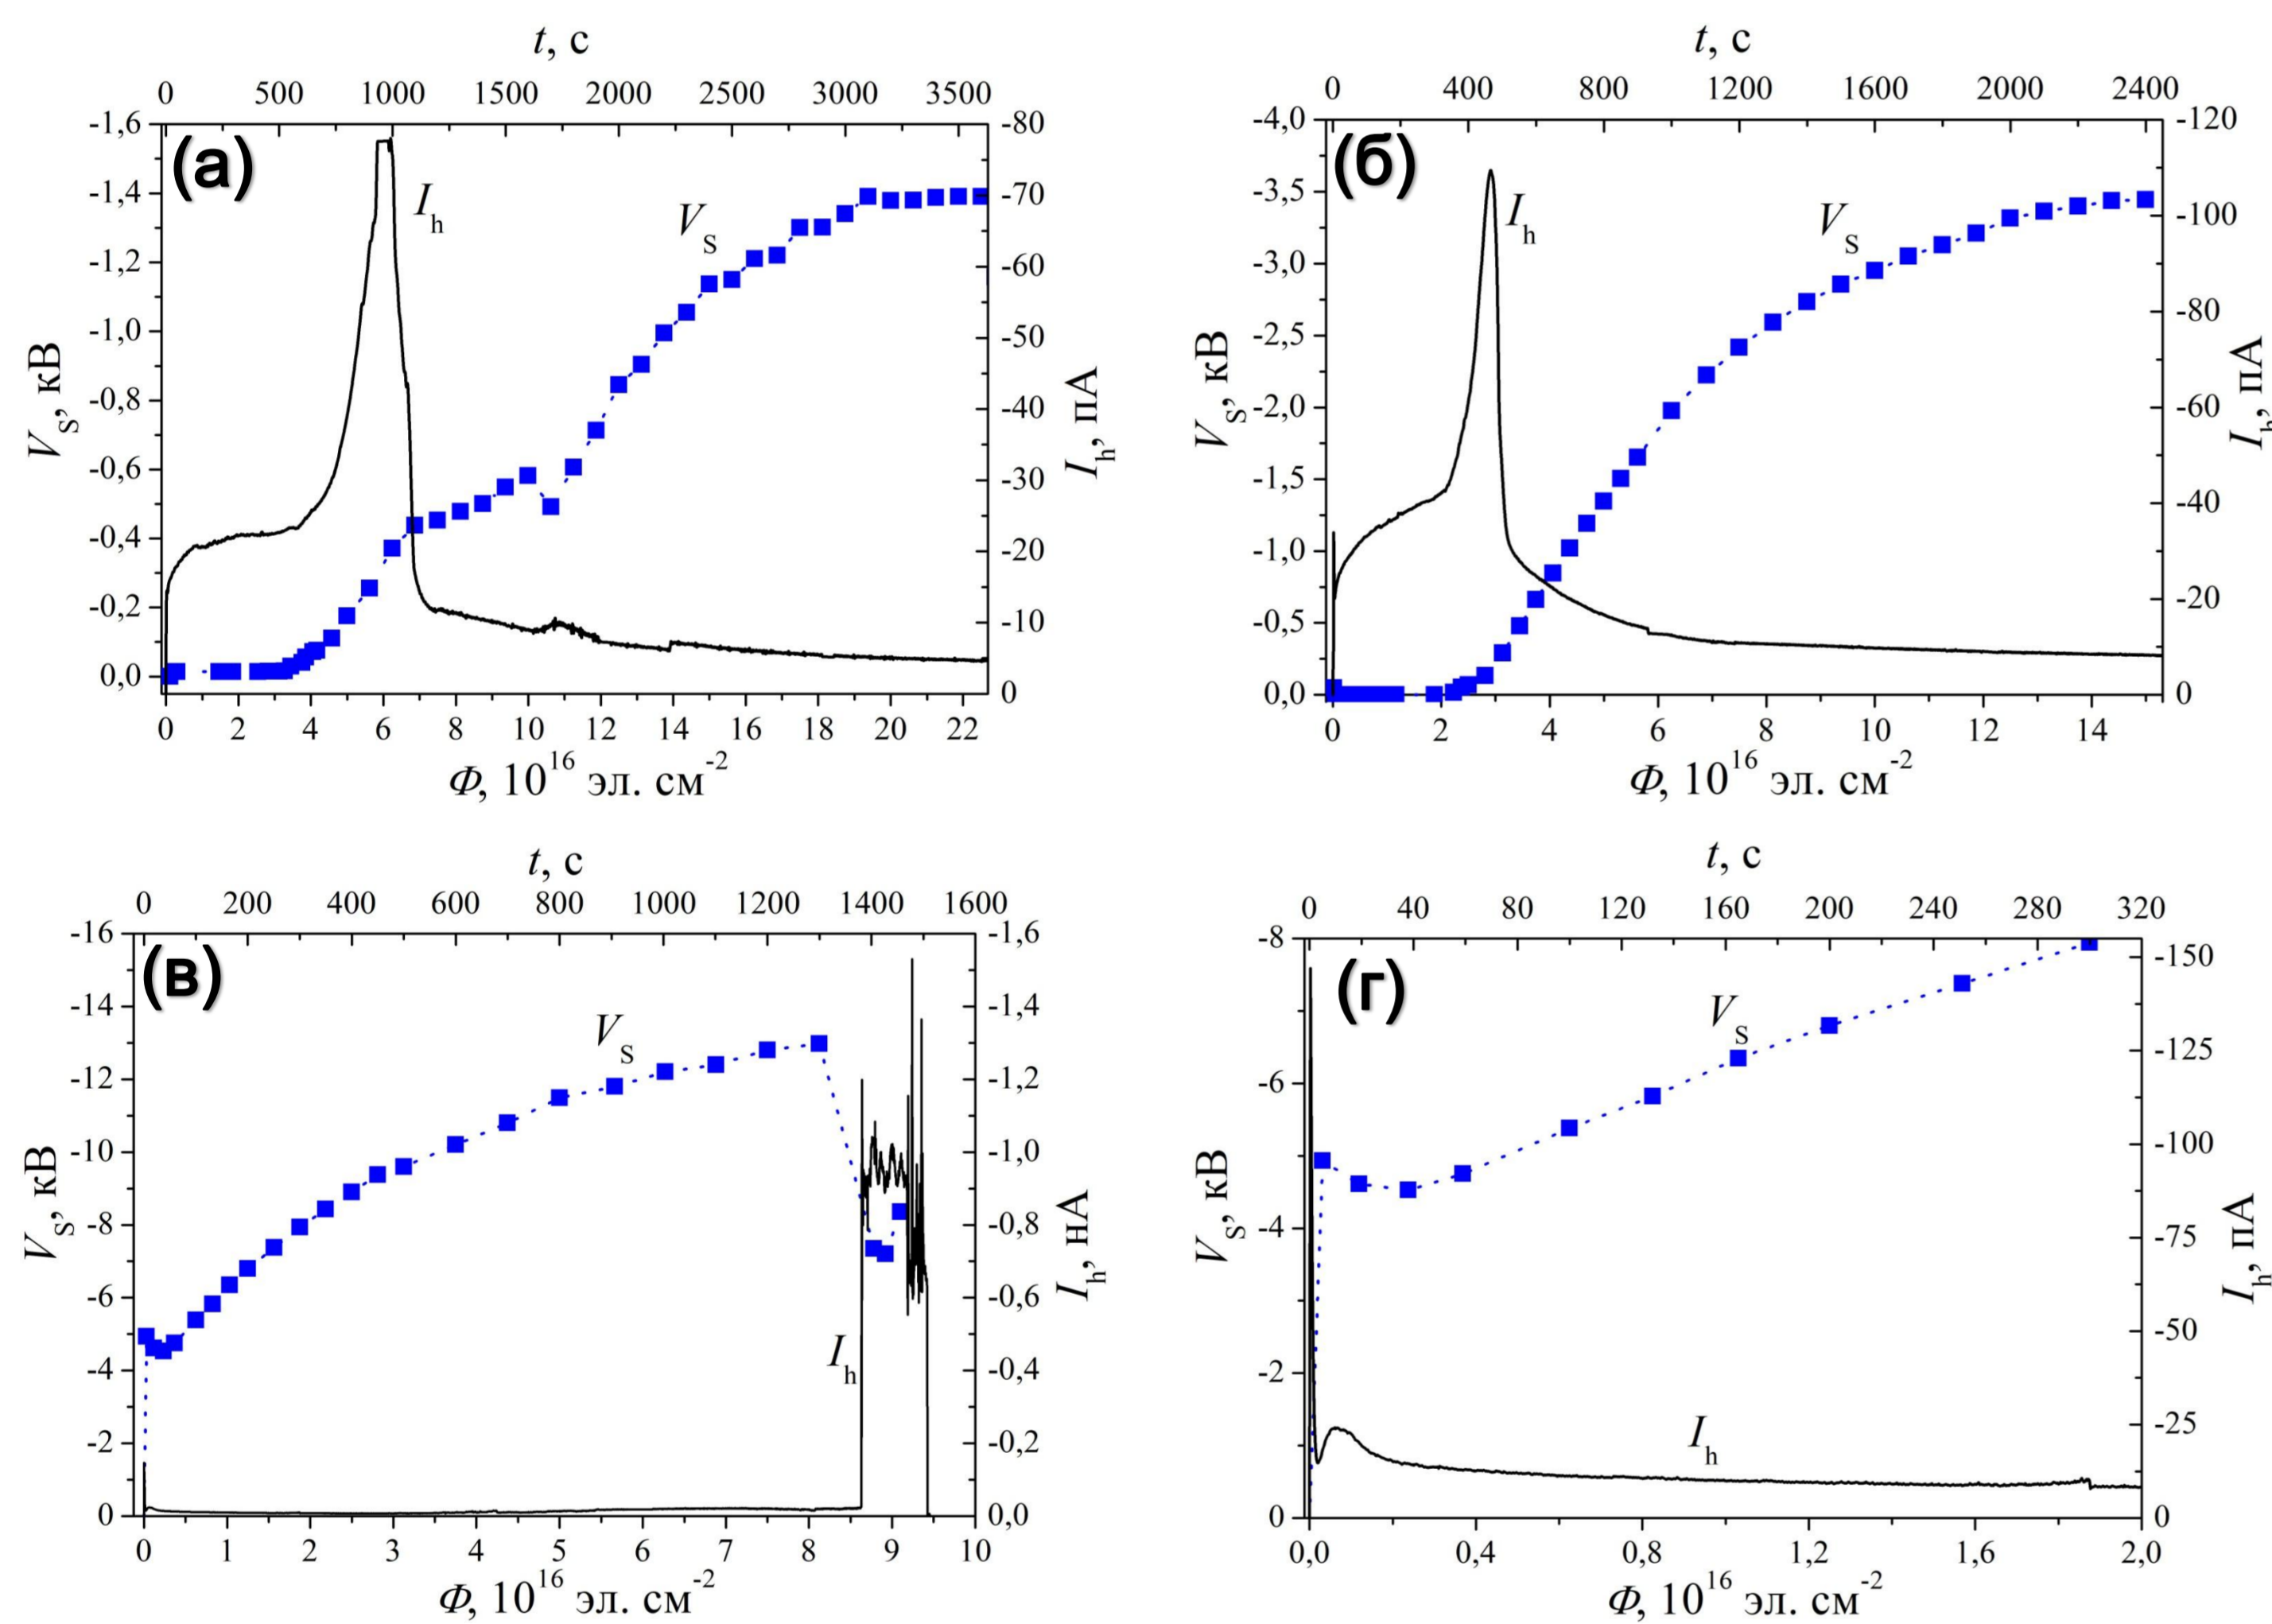 t, с
0 500 1000 1500 2000 2500 3000 3500
-1,6
-1,4
-1,2
-1,0
-0,8
-0,6
-0,4
-0,2
0,0
V_S, кВ
(а)
I_h
V_S
-80
-70
-60
-50
-40
-30
-20
-10
0
I_h, пА
0 2 4 6 8 10 12 14 16 18 20 22
Φ, 10^16 эл. см^-2
t, с
0 400 800 1200 1600 2000 2400
-4,0
-3,5
-3,0
-2,5
-2,0
-1,5
-1,0
-0,5
0,0
V_S, кВ
(б)
I_h
V_S
-120
-100
-80
-60
-40
-20
0
I_h, пА
0 2 4 6 8 10 12 14
Φ, 10^16 эл. см^-2
t, с
0 200 400 600 800 1000 1200 1400 1600
-16
-14
-12
-10
-8
-6
-4
-2
0
V_S, кВ
(в)
V_S
I_h
-1,6
-1,4
-1,2
-1,0
-0,8
-0,6
-0,4
-0,2
0,0
I_h, нА
0 1 2 3 4 5 6 7 8 9 10
Φ, 10^16 эл. см^-2
t, с
0 40 80 120 160 200 240 280 320
-8
-6
-4
-2
0
V_S, кВ
(г)
V_S
I_h
-150
-125
-100
-75
-50
-25
0
I_h, пА
0,0 0,4 0,8 1,2 1,6 2,0
Φ, 10^16 эл. см^-2